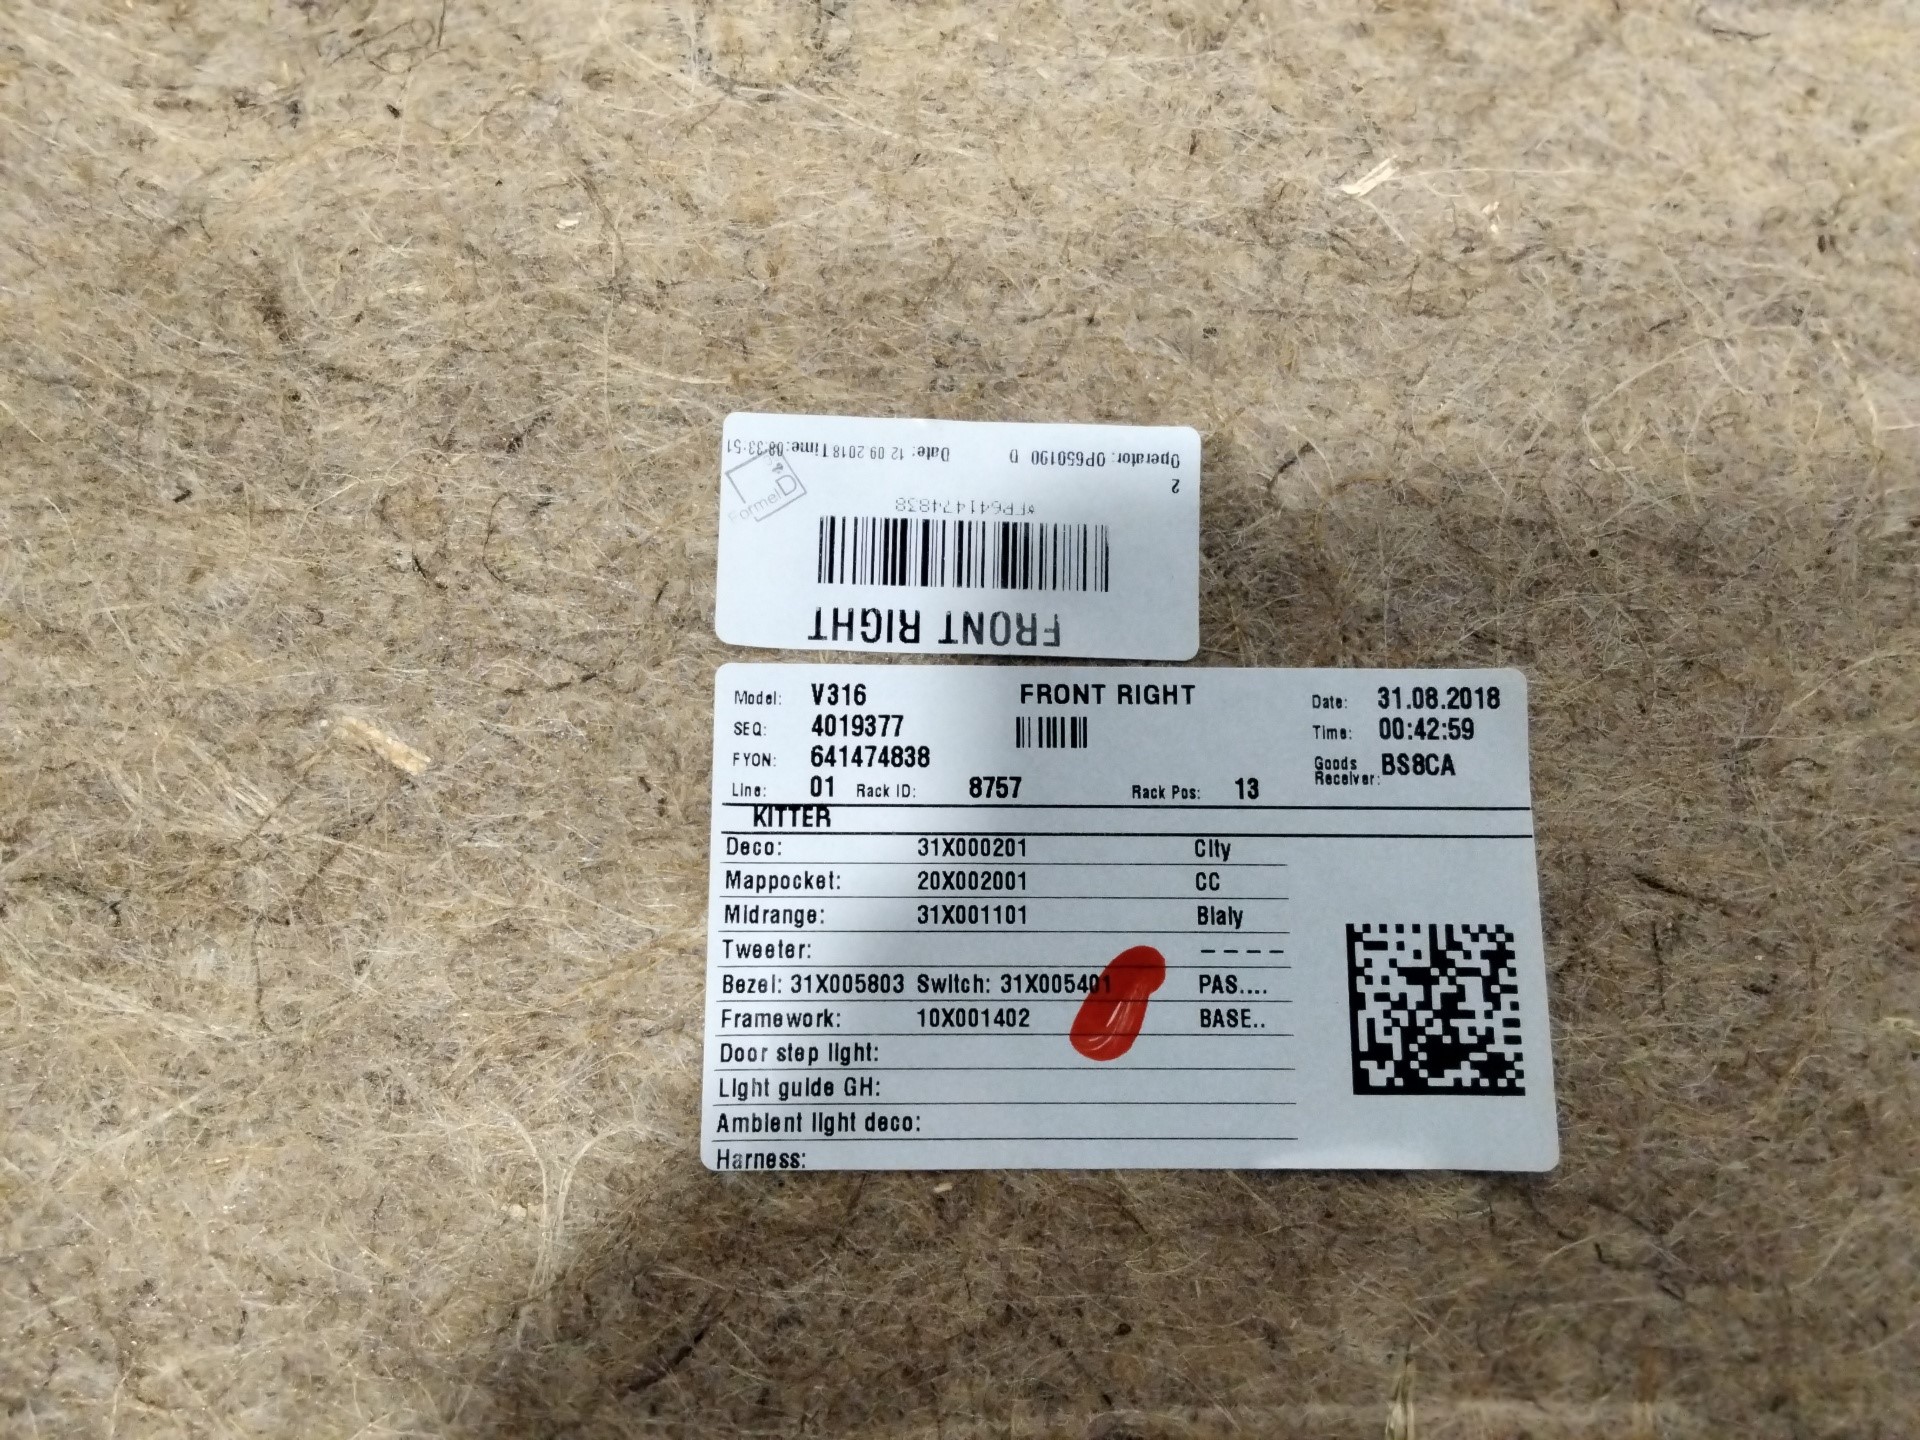 FRONT RIGHT
*FP641474838
2
Operator: OP650190 D Date: 12 09 2018 Time: 08:33:51
FormelD
Model: V316 FRONT RIGHT Date: 31.08.2018
SEQ: 4019377 Time: 00:42:59
FYON: 641474838 Goods Receiver: BS8CA
Line: 01 Rack ID: 8757 Rack Pos: 13
KITTER
Deco: 31X000201 City
Mappocket: 20X002001 CC
Midrange: 31X001101 Bialy
Tweeter: ----
Bezel: 31X005803 Switch: 31X005401 PAS....
Framework: 10X001402 BASE..
Door step light:
Light guide GH:
Ambient light deco:
Harness: